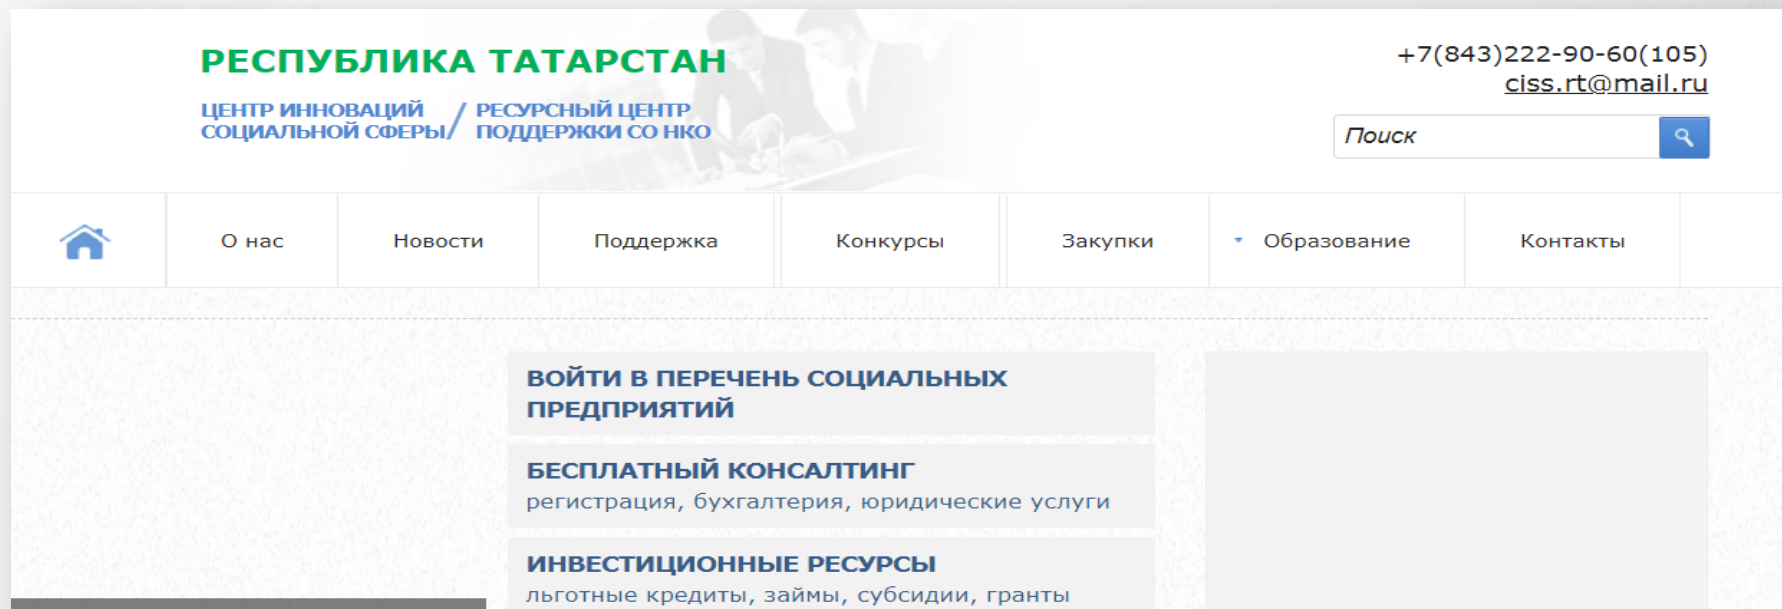 РЕСПУБЛИКА ТАТАРСТАН
ЦЕНТР ИННОВАЦИЙ
СОЦИАЛЬНОЙ СФЕРЫ
/
РЕСУРСНЫЙ ЦЕНТР
ПОДДЕРЖКИ СО НКО
+7(843)222-90-60(105)
ciss.rt@mail.ru
Поиск
О нас
Новости
Поддержка
Конкурсы
Закупки
Образование
Контакты
ВОЙТИ В ПЕРЕЧЕНЬ СОЦИАЛЬНЫХ
ПРЕДПРИЯТИЙ
БЕСПЛАТНЫЙ КОНСАЛТИНГ
регистрация, бухгалтерия, юридические услуги
ИНВЕСТИЦИОННЫЕ РЕСУРСЫ
льготные кредиты, займы, субсидии, гранты